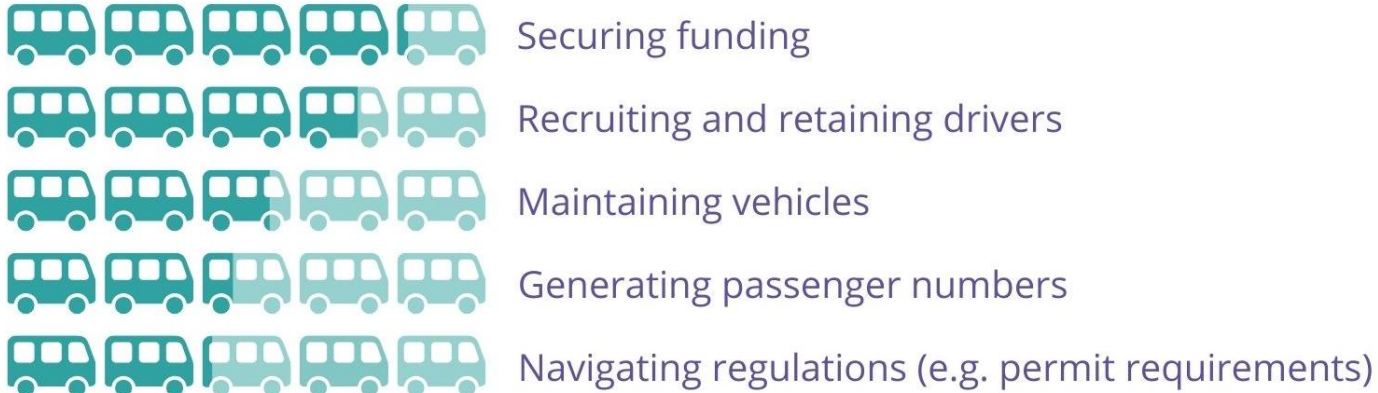 Securing funding
Recruiting and retaining drivers
Maintaining vehicles
Generating passenger numbers
Navigating regulations (e.g. permit requirements)